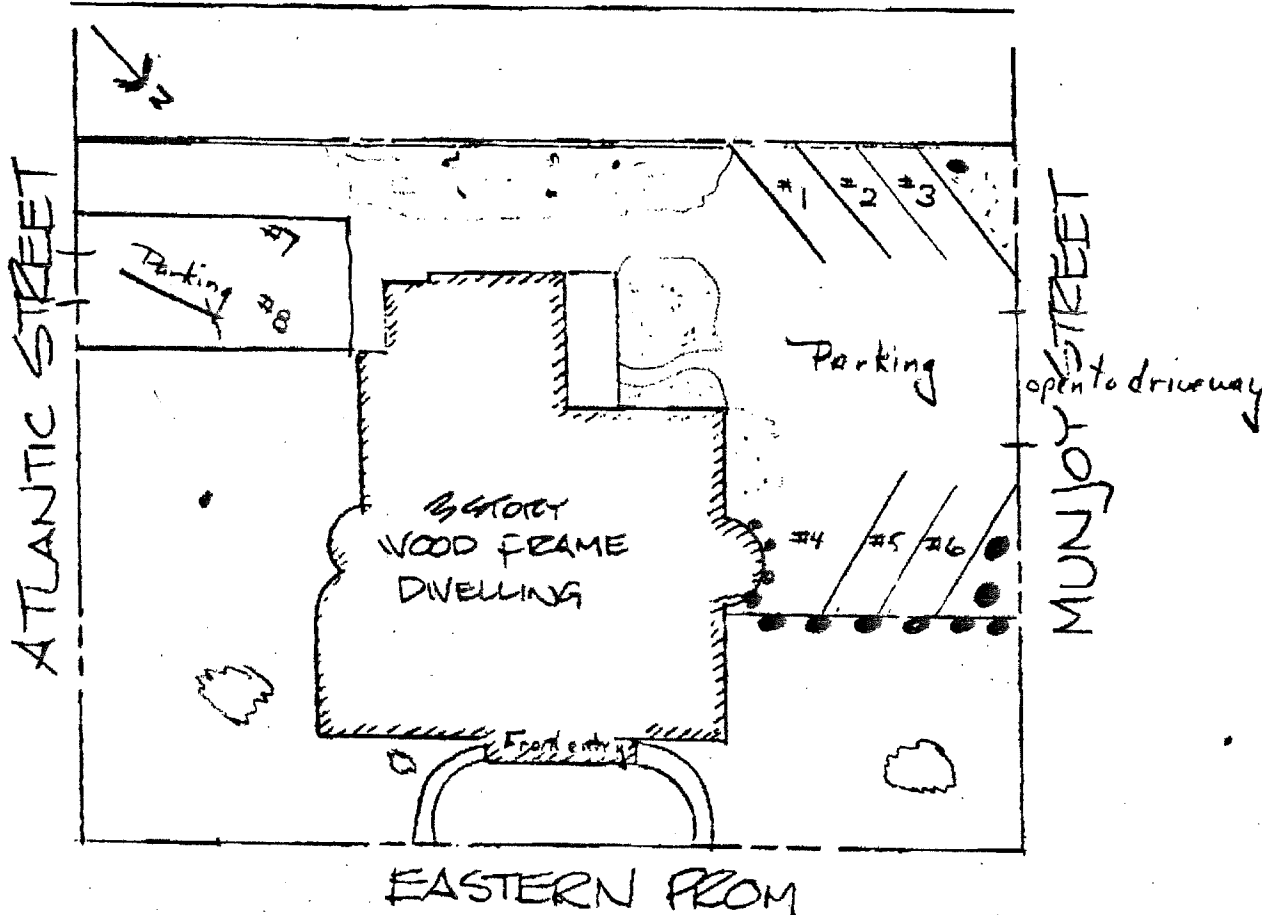 N
ATLANTIC STREET
#7
Parking
#8
#1
#2
#3
MUNJOY STREET
Parking
open to driveway
3 STORY
WOOD FRAME
DWELLING
#4
#5
#6
Front entry
EASTERN PROM